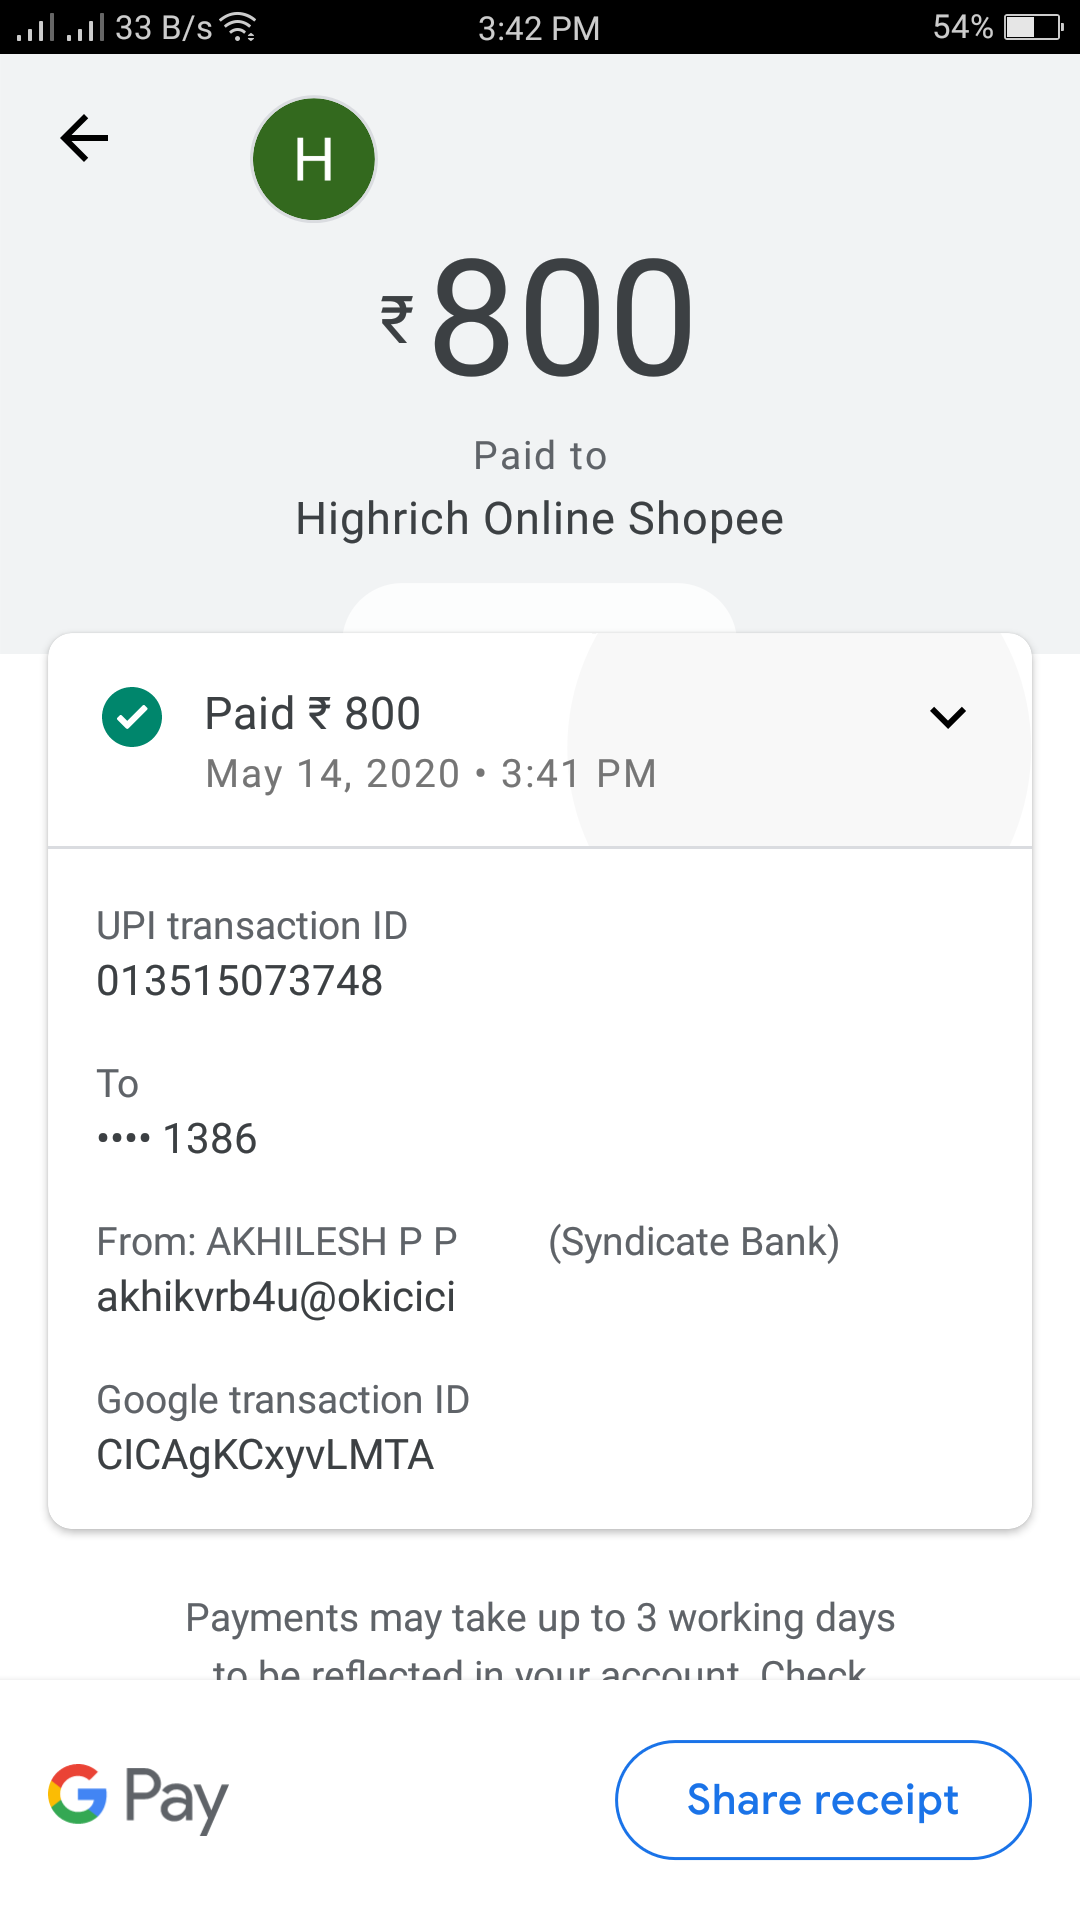 33 B/s 3:42 PM 54%
H
₹800
Paid to
Highrich Online Shopee
Paid ₹ 800
May 14, 2020 • 3:41 PM
UPI transaction ID
013515073748
To
•••• 1386
From: AKHILESH P P (Syndicate Bank)
akhikvrb4u@okicici
Google transaction ID
CICAgKCxyvLMTA
Payments may take up to 3 working days
to be reflected in your account. Check
G Pay
Share receipt